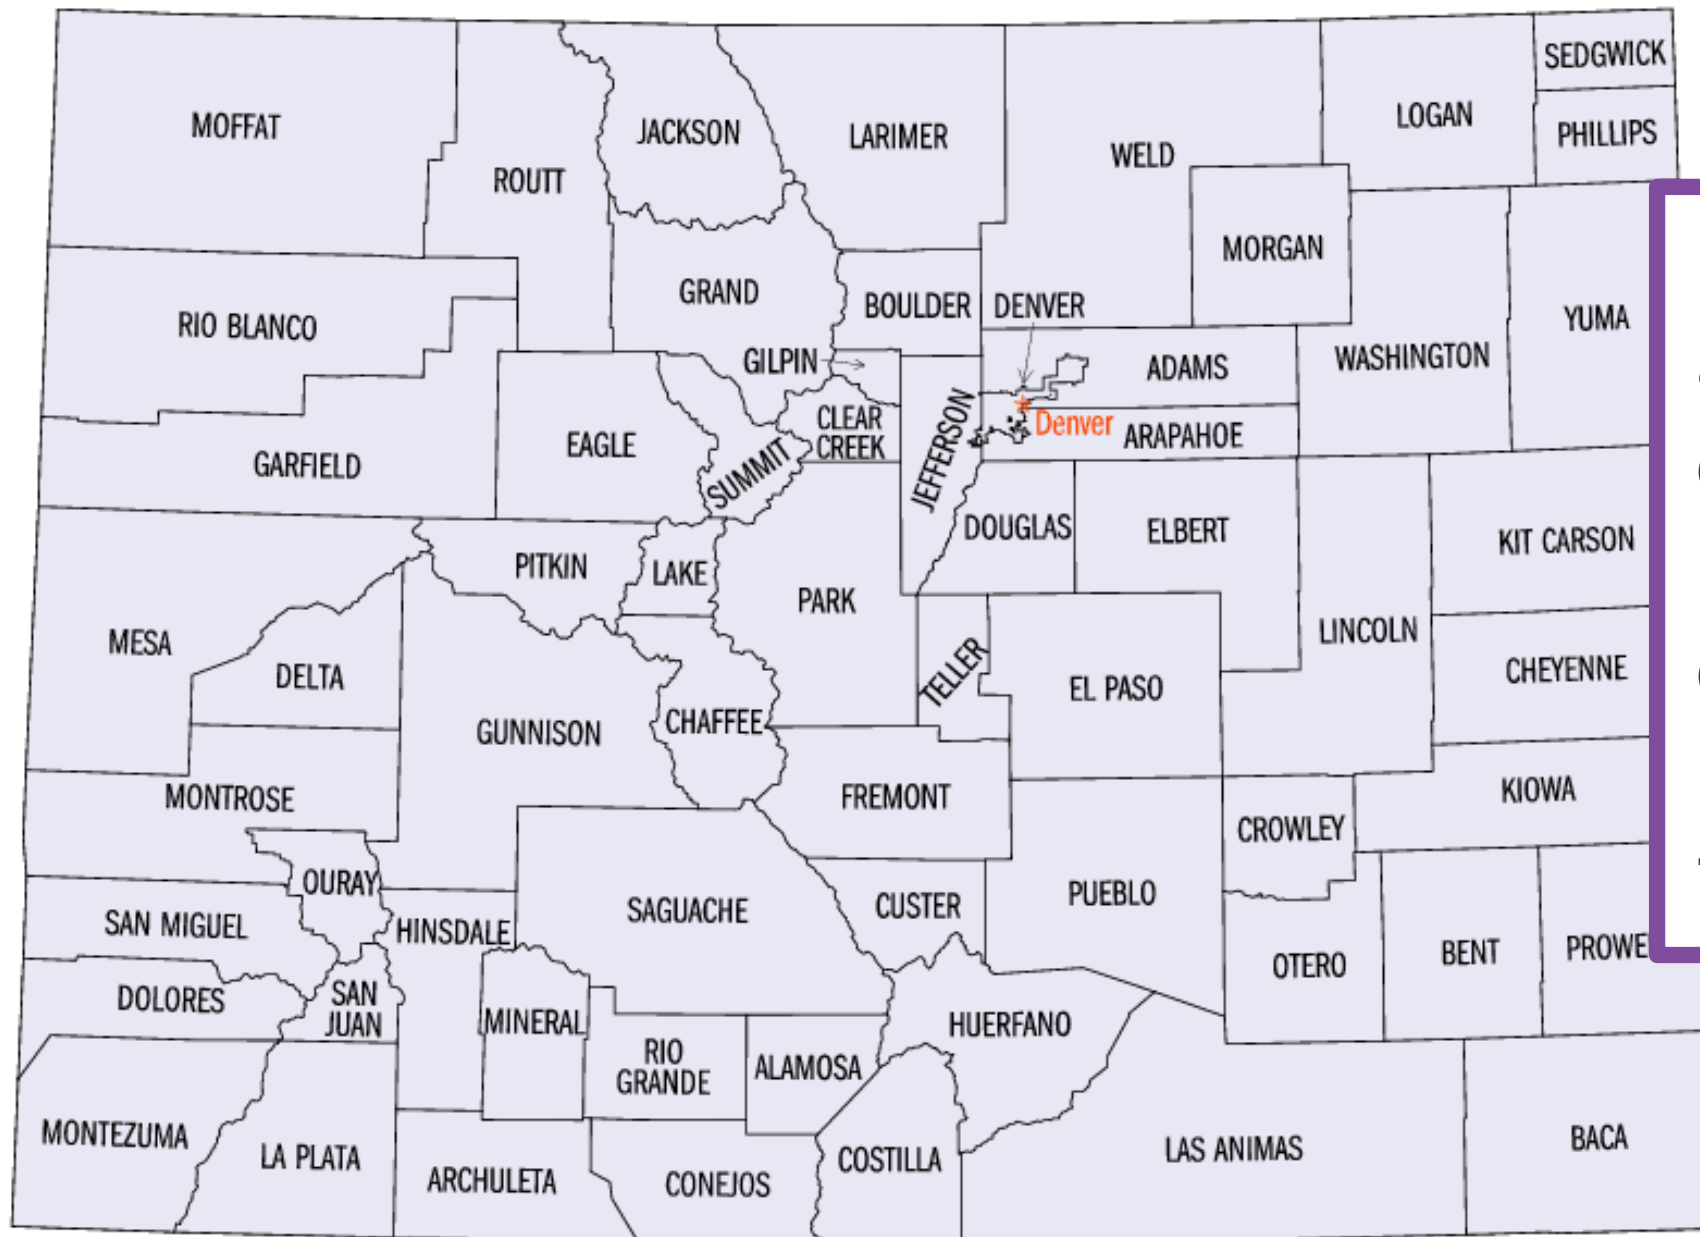 SEDGWICK
MOFFAT
JACKSON
LARIMER
LOGAN
PHILLIPS
WELD
ROUTT
MORGAN
GRAND
BOULDER
DENVER
RIO BLANCO
YUMA
GILPIN
ADAMS
WASHINGTON
CLEAR
CREEK
Denver
ARAPAHOE
EAGLE
JEFFERSON
GARFIELD
SUMMIT
DOUGLAS
ELBERT
KIT CARSON
PITKIN
LAKE
PARK
LINCOLN
MESA
DELTA
TELLER
EL PASO
CHEYENNE
GUNNISON
CHAFFEE
MONTROSE
FREMONT
KIOWA
CROWLEY
OURAY
SAN MIGUEL
HINSDALE
SAGUACHE
CUSTER
PUEBLO
OTERO
BENT
PROWE
DOLORES
SAN
JUAN
MINERAL
HUERFANO
RIO
GRANDE
ALAMOSA
MONTEZUMA
LA PLATA
ARCHULETA
CONEJOS
COSTILLA
LAS ANIMAS
BACA